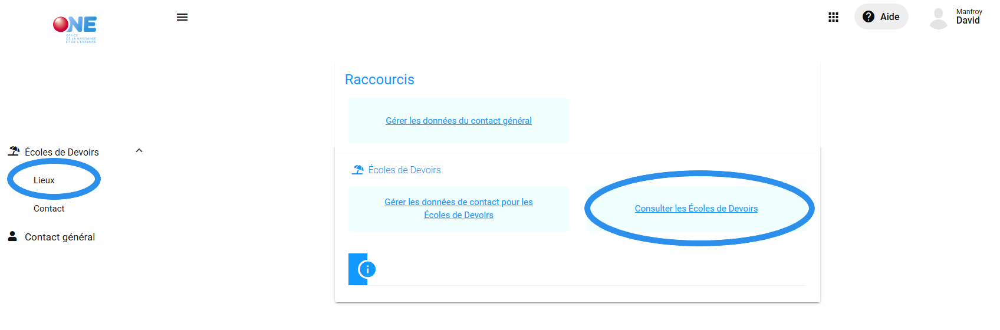 ONE
OFFICE
DE LA NAISSANCE
ET DE L'ENFANCE
Aide
Manfroy
David
Raccourcis
Gérer les données du contact général
Écoles de Devoirs
Lieux
Contact
Contact général
Écoles de Devoirs
Gérer les données de contact pour les
Écoles de Devoirs
Consulter les Écoles de Devoirs